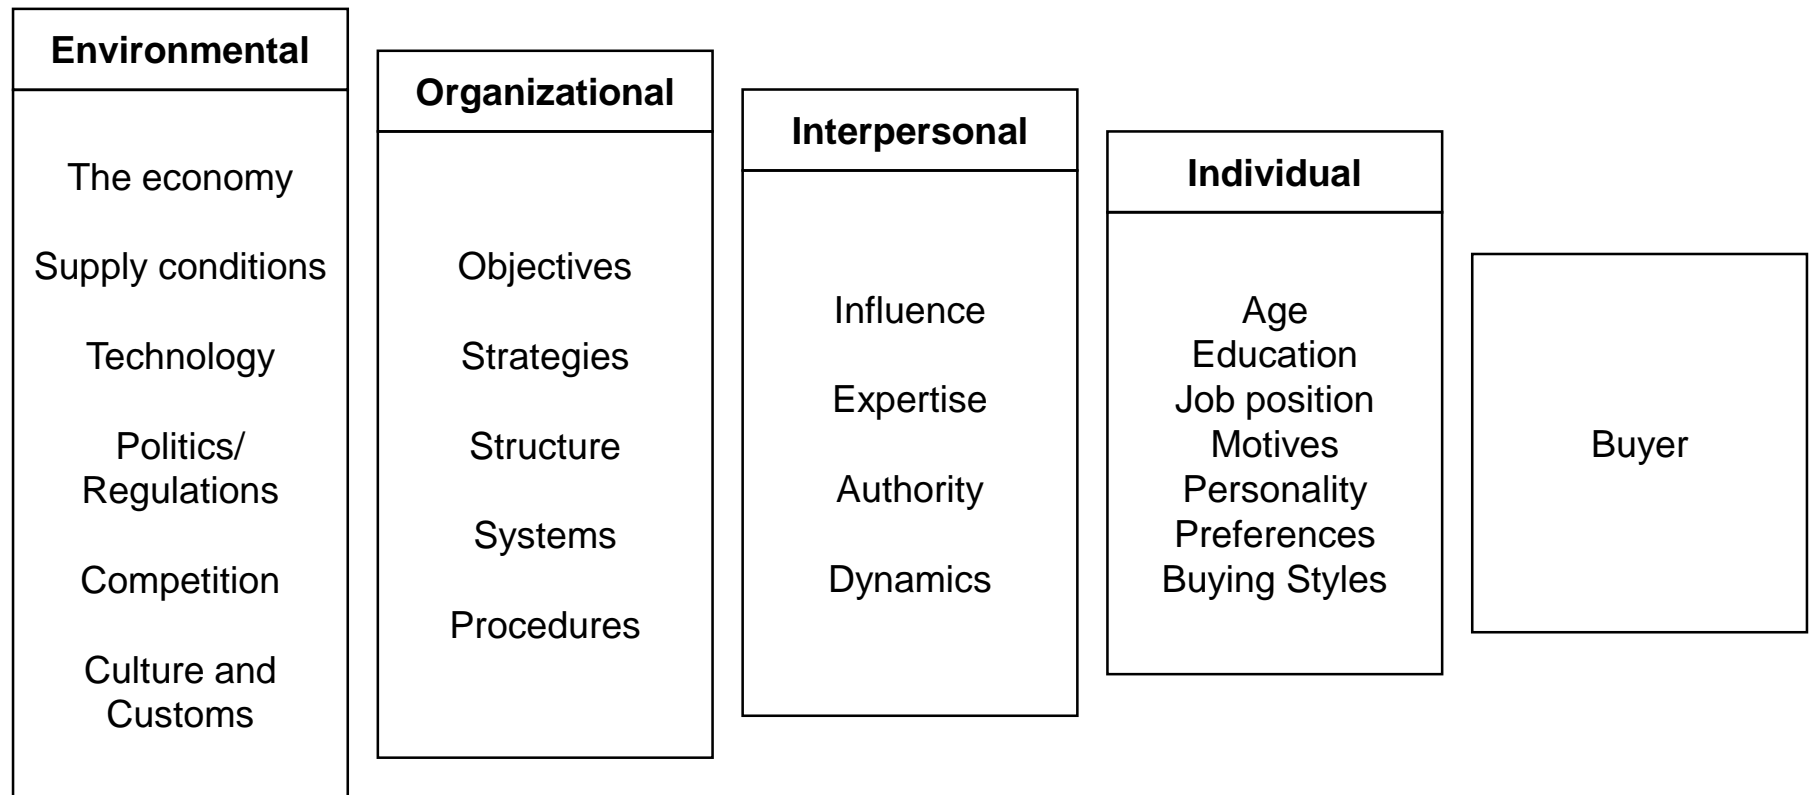 Environmental
The economy
Supply conditions
Technology
Politics/
Regulations
Competition
Culture and
Customs
Organizational
Objectives
Strategies
Structure
Systems
Procedures
Interpersonal
Influence
Expertise
Authority
Dynamics
Individual
Age
Education
Job position
Motives
Personality
Preferences
Buying Styles
Buyer